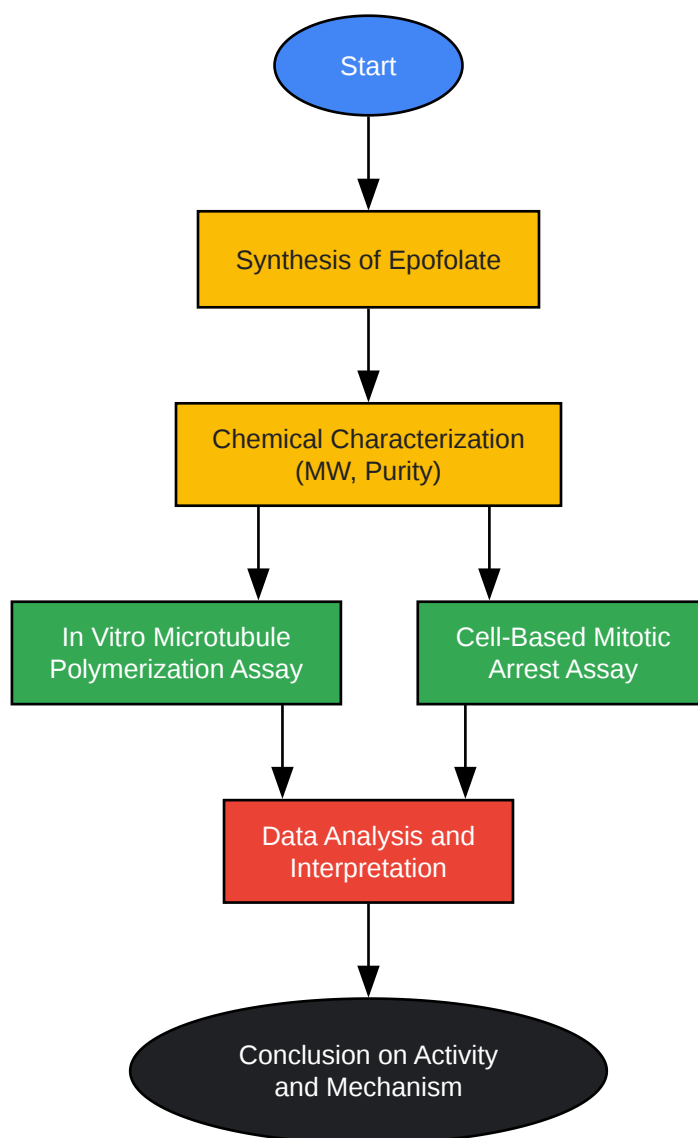 Start
Synthesis of Epofolate
Chemical Characterization
(MW, Purity)
In Vitro Microtubule
Polymerization Assay
Cell-Based Mitotic
Arrest Assay
Data Analysis and
Interpretation
Conclusion on Activity
and Mechanism